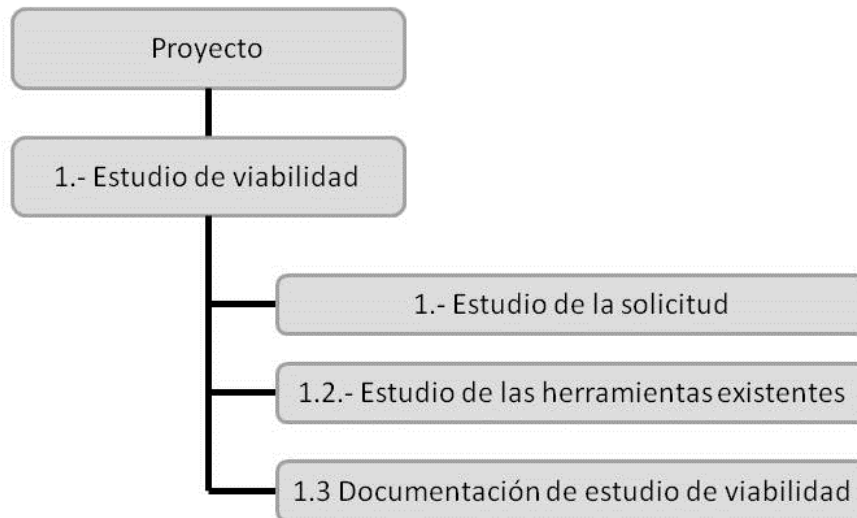 Proyecto
1.- Estudio de viabilidad
1.- Estudio de la solicitud
1.2.- Estudio de las herramientas existentes
1.3 Documentación de estudio de viabilidad